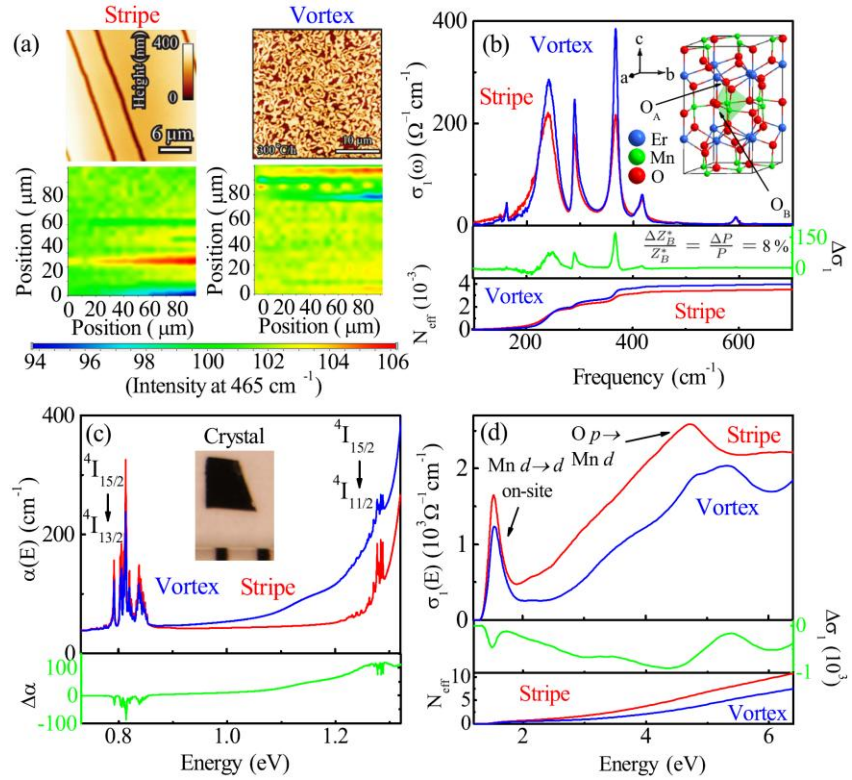 (a)
Stripe
Vortex
Height(nm)
400
0
6 μm
300°C/h
10 μm
Position ( μm)
80
60
40
20
0
0 20 40 60 80
Position ( μm)
Position ( μm)
80
60
40
20
0
0 20 40 60 80
Position ( μm)
94 96 98 100 102 104 106
(Intensity at 465 cm⁻¹)
(b)
Vortex
Stripe
σ₁(ω) (Ω⁻¹ cm⁻¹)
400
200
0
c
a
b
O_A
O_B
Er
Mn
O
ΔZ*_B/Z*_B = ΔP/P = 8 %
150
0
Δσ₁
N_eff (10⁻³)
4
2
0
Vortex
Stripe
200 400 600
Frequency (cm⁻¹)
(c)
α(E) (cm⁻¹)
400
200
0
⁴I₁₅/₂
⁴I₁₃/₂
Crystal
⁴I₁₅/₂
⁴I₁₁/₂
Vortex
Stripe
Δα
100
0
-100
0.8 1.0 1.2
Energy (eV)
(d)
σ₁(E) (10³ Ω⁻¹ cm⁻¹)
2
1
0
Mn d→d
on-site
O p→
Mn d
Stripe
Vortex
0
-1
Δσ₁ (10³)
N_eff
10
5
0
Stripe
Vortex
2 4 6
Energy (eV)